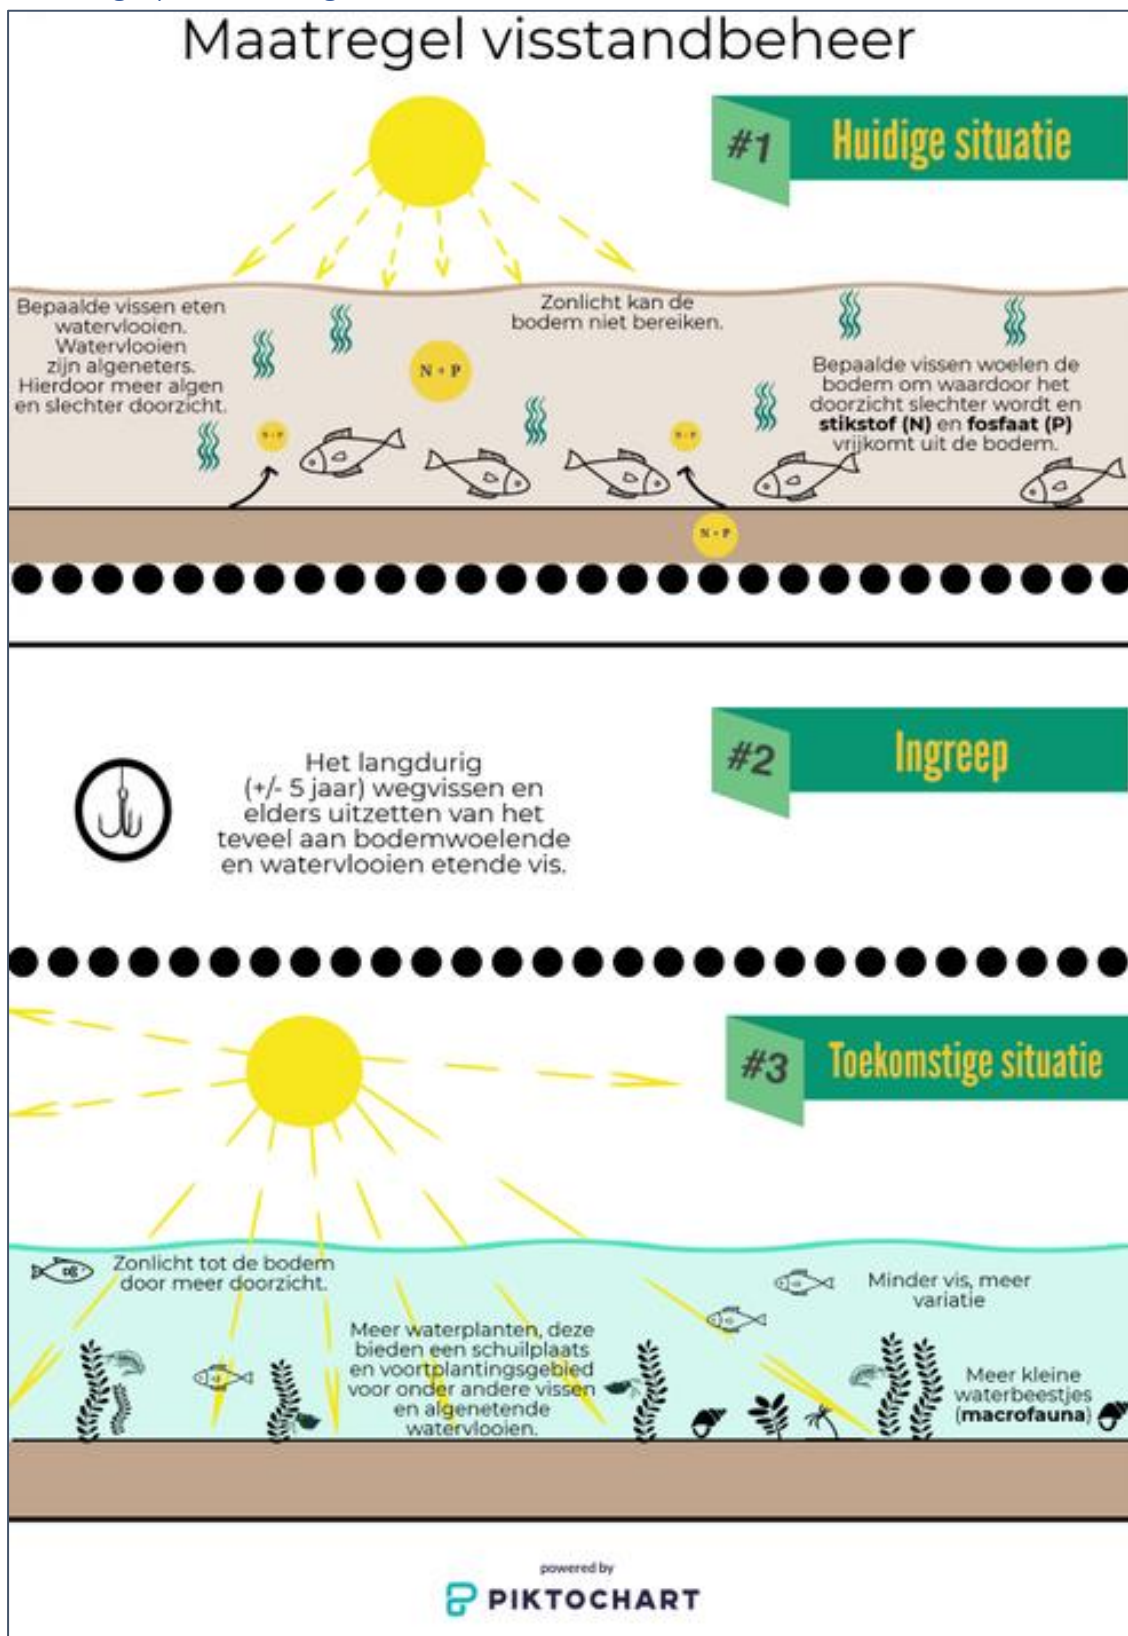 Maatregel visstandbeheer
#1
Huidige situatie
Bepaalde vissen eten
watervlooien.
Watervlooien
zijn algeneters.
Hierdoor meer algen
en slechter doorzicht.
Zonlicht kan de
bodem niet bereiken.
Bepaalde vissen woelen de
bodem om waardoor het
doorzicht slechter wordt en
stikstof (N) en fosfaat (P)
vrijkomt uit de bodem.
N + P
N + P
N + P
N + P
#2
Ingreep
Het langdurig
(+/- 5 jaar) wegvissen en
elders uitzetten van het
teveel aan bodemwoelende
en watervlooien etende vis.
#3
Toekomstige situatie
Zonlicht tot de bodem
door meer doorzicht.
Meer waterplanten, deze
bieden een schuilplaats
en voortplantingsgebied
voor onder andere vissen
en algenetende
watervlooien.
Minder vis, meer
variatie
Meer kleine
waterbeestjes
(macrofauna)
powered by
PIKTOCHART